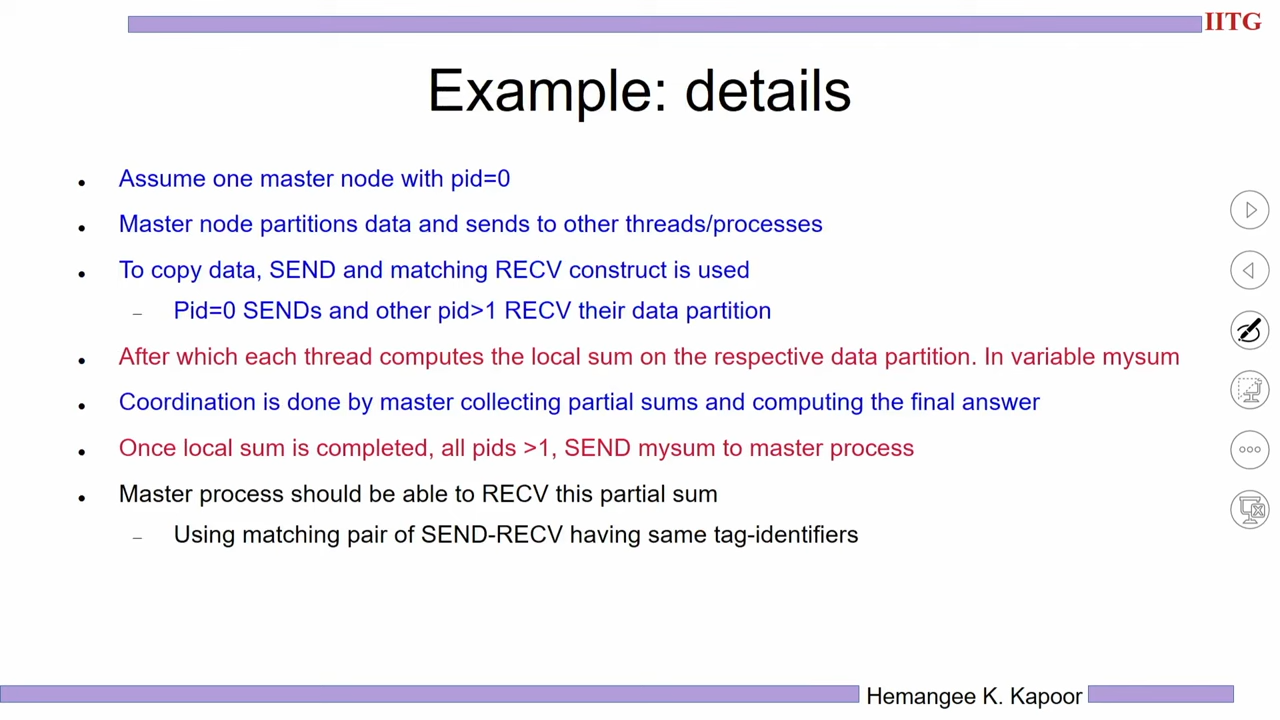 IITG
Example: details
• Assume one master node with pid=0
• Master node partitions data and sends to other threads/processes
• To copy data, SEND and matching RECV construct is used
– Pid=0 SENDs and other pid>1 RECV their data partition
• After which each thread computes the local sum on the respective data partition. In variable mysum
• Coordination is done by master collecting partial sums and computing the final answer
• Once local sum is completed, all pids >1, SEND mysum to master process
• Master process should be able to RECV this partial sum
– Using matching pair of SEND-RECV having same tag-identifiers
Hemangee K. Kapoor